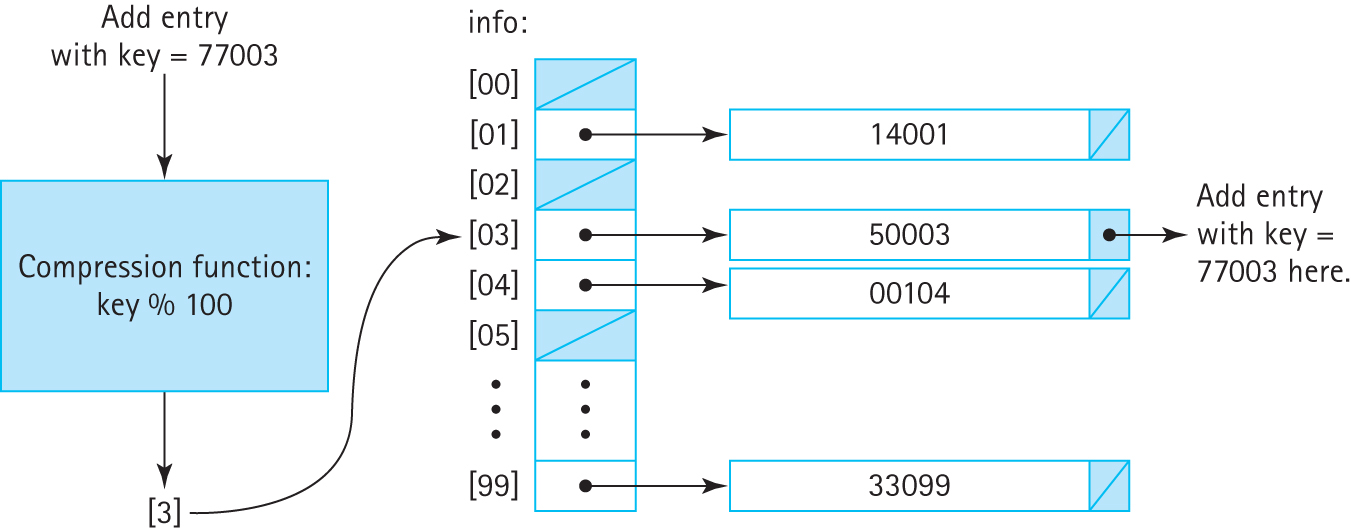 Add entry
with key = 77003
Compression function:
key % 100
[3]
info:
[00]
[01]
14001
[02]
[03]
50003
[04]
00104
[05]
[99]
33099
Add entry
with key =
77003 here.